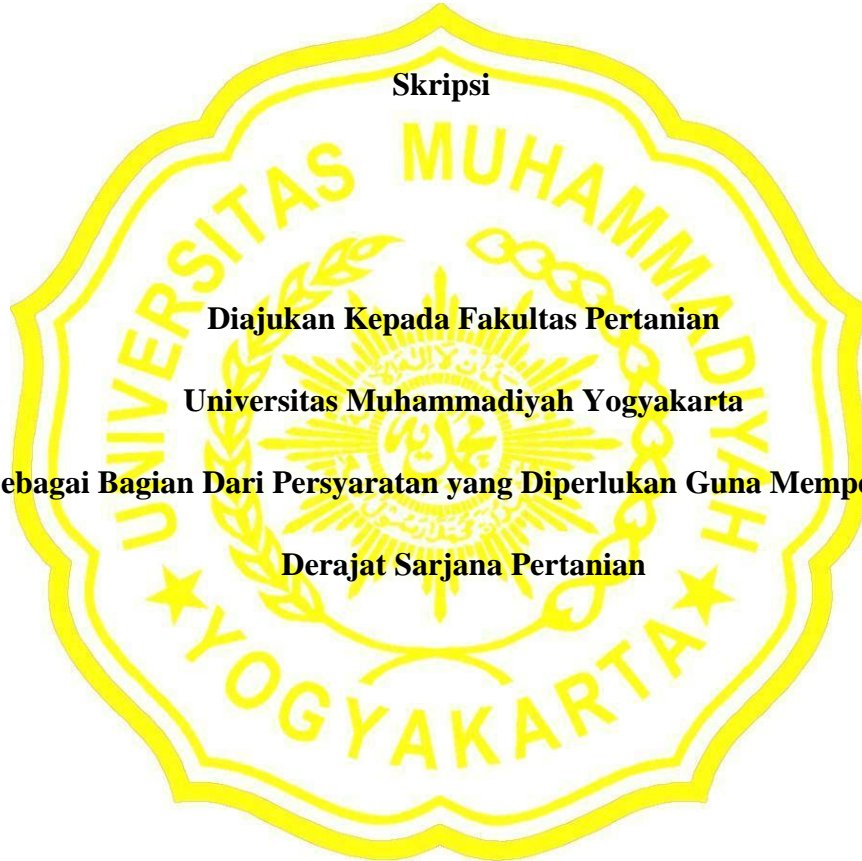 Skripsi
UNIVERSITAS MUHAMMADIYAH
Diajukan Kepada Fakultas Pertanian
Universitas Muhammadiyah Yogyakarta
ebagai Bagian Dari Persyaratan yang Diperlukan Guna Mempe
Derajat Sarjana Pertanian
★ YOGYAKARTA ★